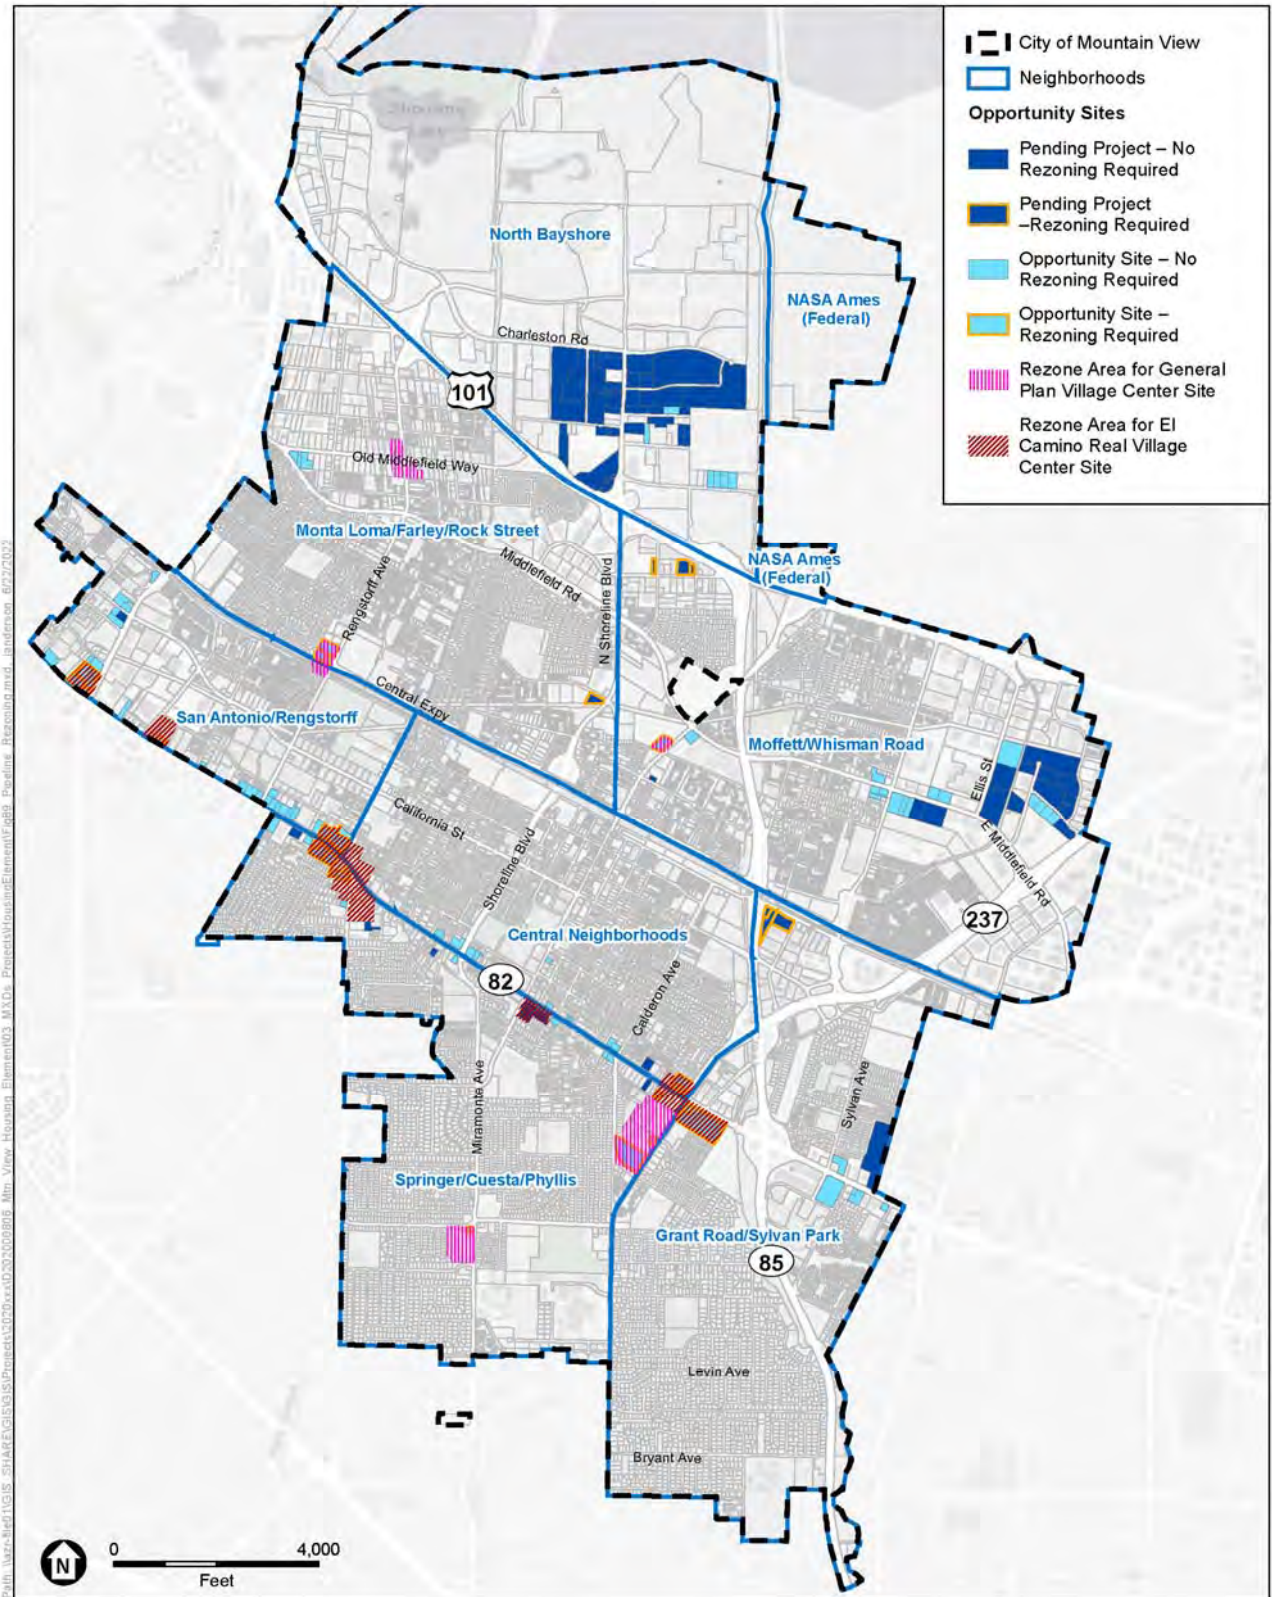 City of Mountain View
Neighborhoods
Opportunity Sites
Pending Project – No
Rezoning Required
Pending Project
–Rezoning Required
Opportunity Site – No
Rezoning Required
Opportunity Site –
Rezoning Required
Rezone Area for General
Plan Village Center Site
Rezone Area for El
Camino Real Village
Center Site
North Bayshore
NASA Ames
(Federal)
Charleston Rd
101
Old Middlefield Way
Monta Loma/Farley/Rock Street
Middlefield Rd
NASA Ames
(Federal)
Rengstorff Ave
N Shoreline Blvd
Central Expy
San Antonio/Rengstorff
Moffett/Whisman Road
Ellis St
California St
E Middlefield Rd
Shoreline Blvd
237
Central Neighborhoods
82
Calderon Ave
Miramonte Ave
Sylvan Ave
Springer/Cuesta/Phyllis
Grant Road/Sylvan Park
85
Levin Ave
Bryant Ave
N
0 4,000
Feet